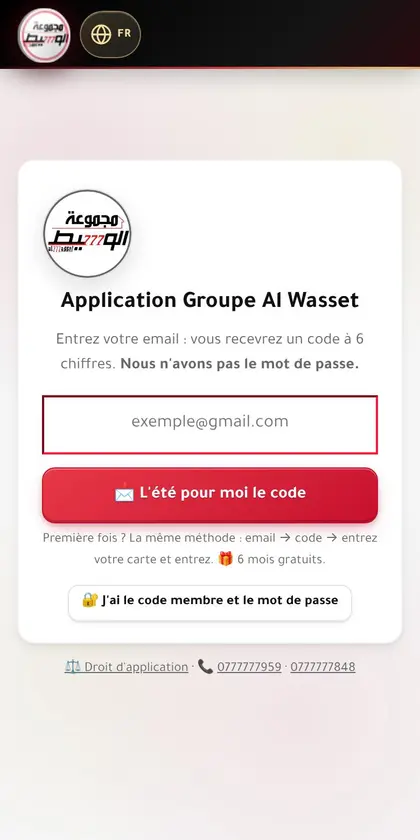 مجموعة
الو777سيط
FR
مجموعة
الو777سيط
Application Groupe Al Wasset
Entrez votre email : vous recevrez un code à 6
chiffres. Nous n'avons pas le mot de passe.
exemple@gmail.com
📩 L'été pour moi le code
Première fois ? La même méthode : email → code → entrez
votre carte et entrez. 🎁 6 mois gratuits.
🔐 J'ai le code membre et le mot de passe
⚖️ Droit d'application · 📞 0777777959 · 0777777848